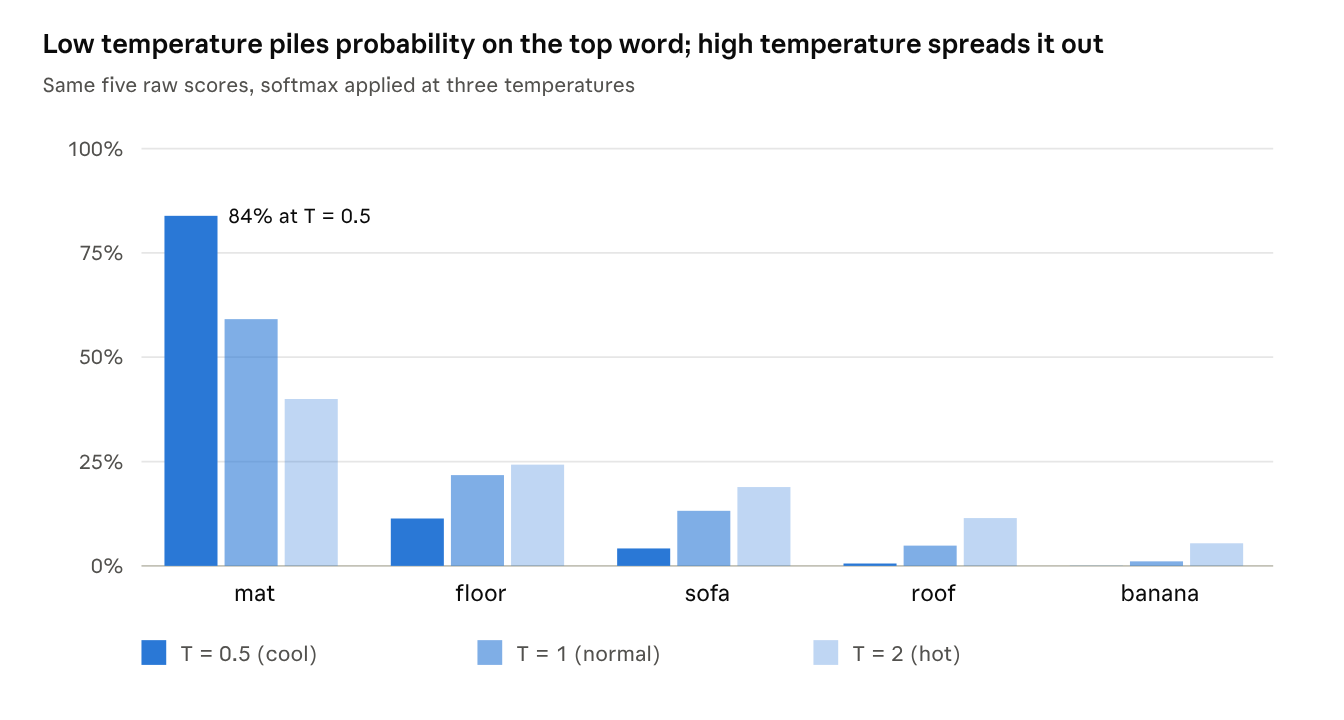 Low temperature piles probability on the top word; high temperature spreads it out
Same five raw scores, softmax applied at three temperatures
100%
84% at T = 0.5
75%
50%
25%
0%
mat floor sofa roof banana
T = 0.5 (cool) T = 1 (normal) T = 2 (hot)